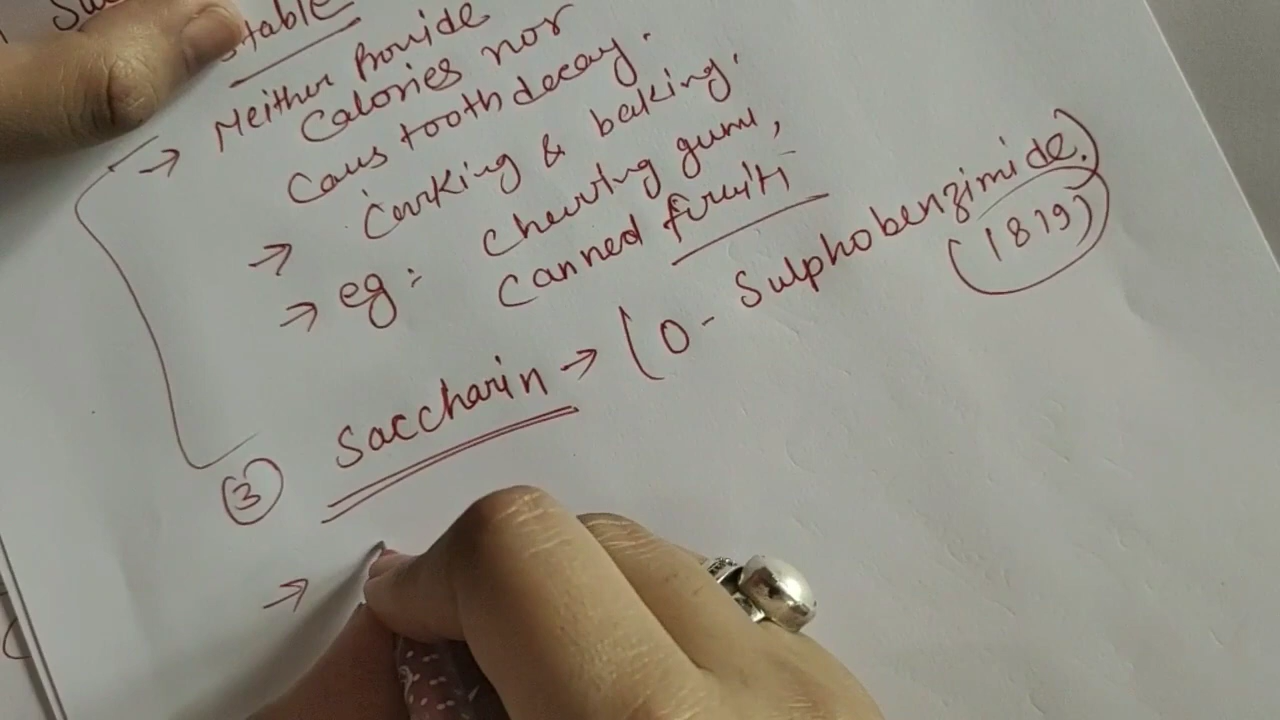 stable
→ Neither Provide
Calories nor
Caus tooth decay.
→ Cooking & baking.
→ eg:- chewing gum,
canned fruits
③ Saccharin → (O- Sulphobenzimide.)
(1879)
→